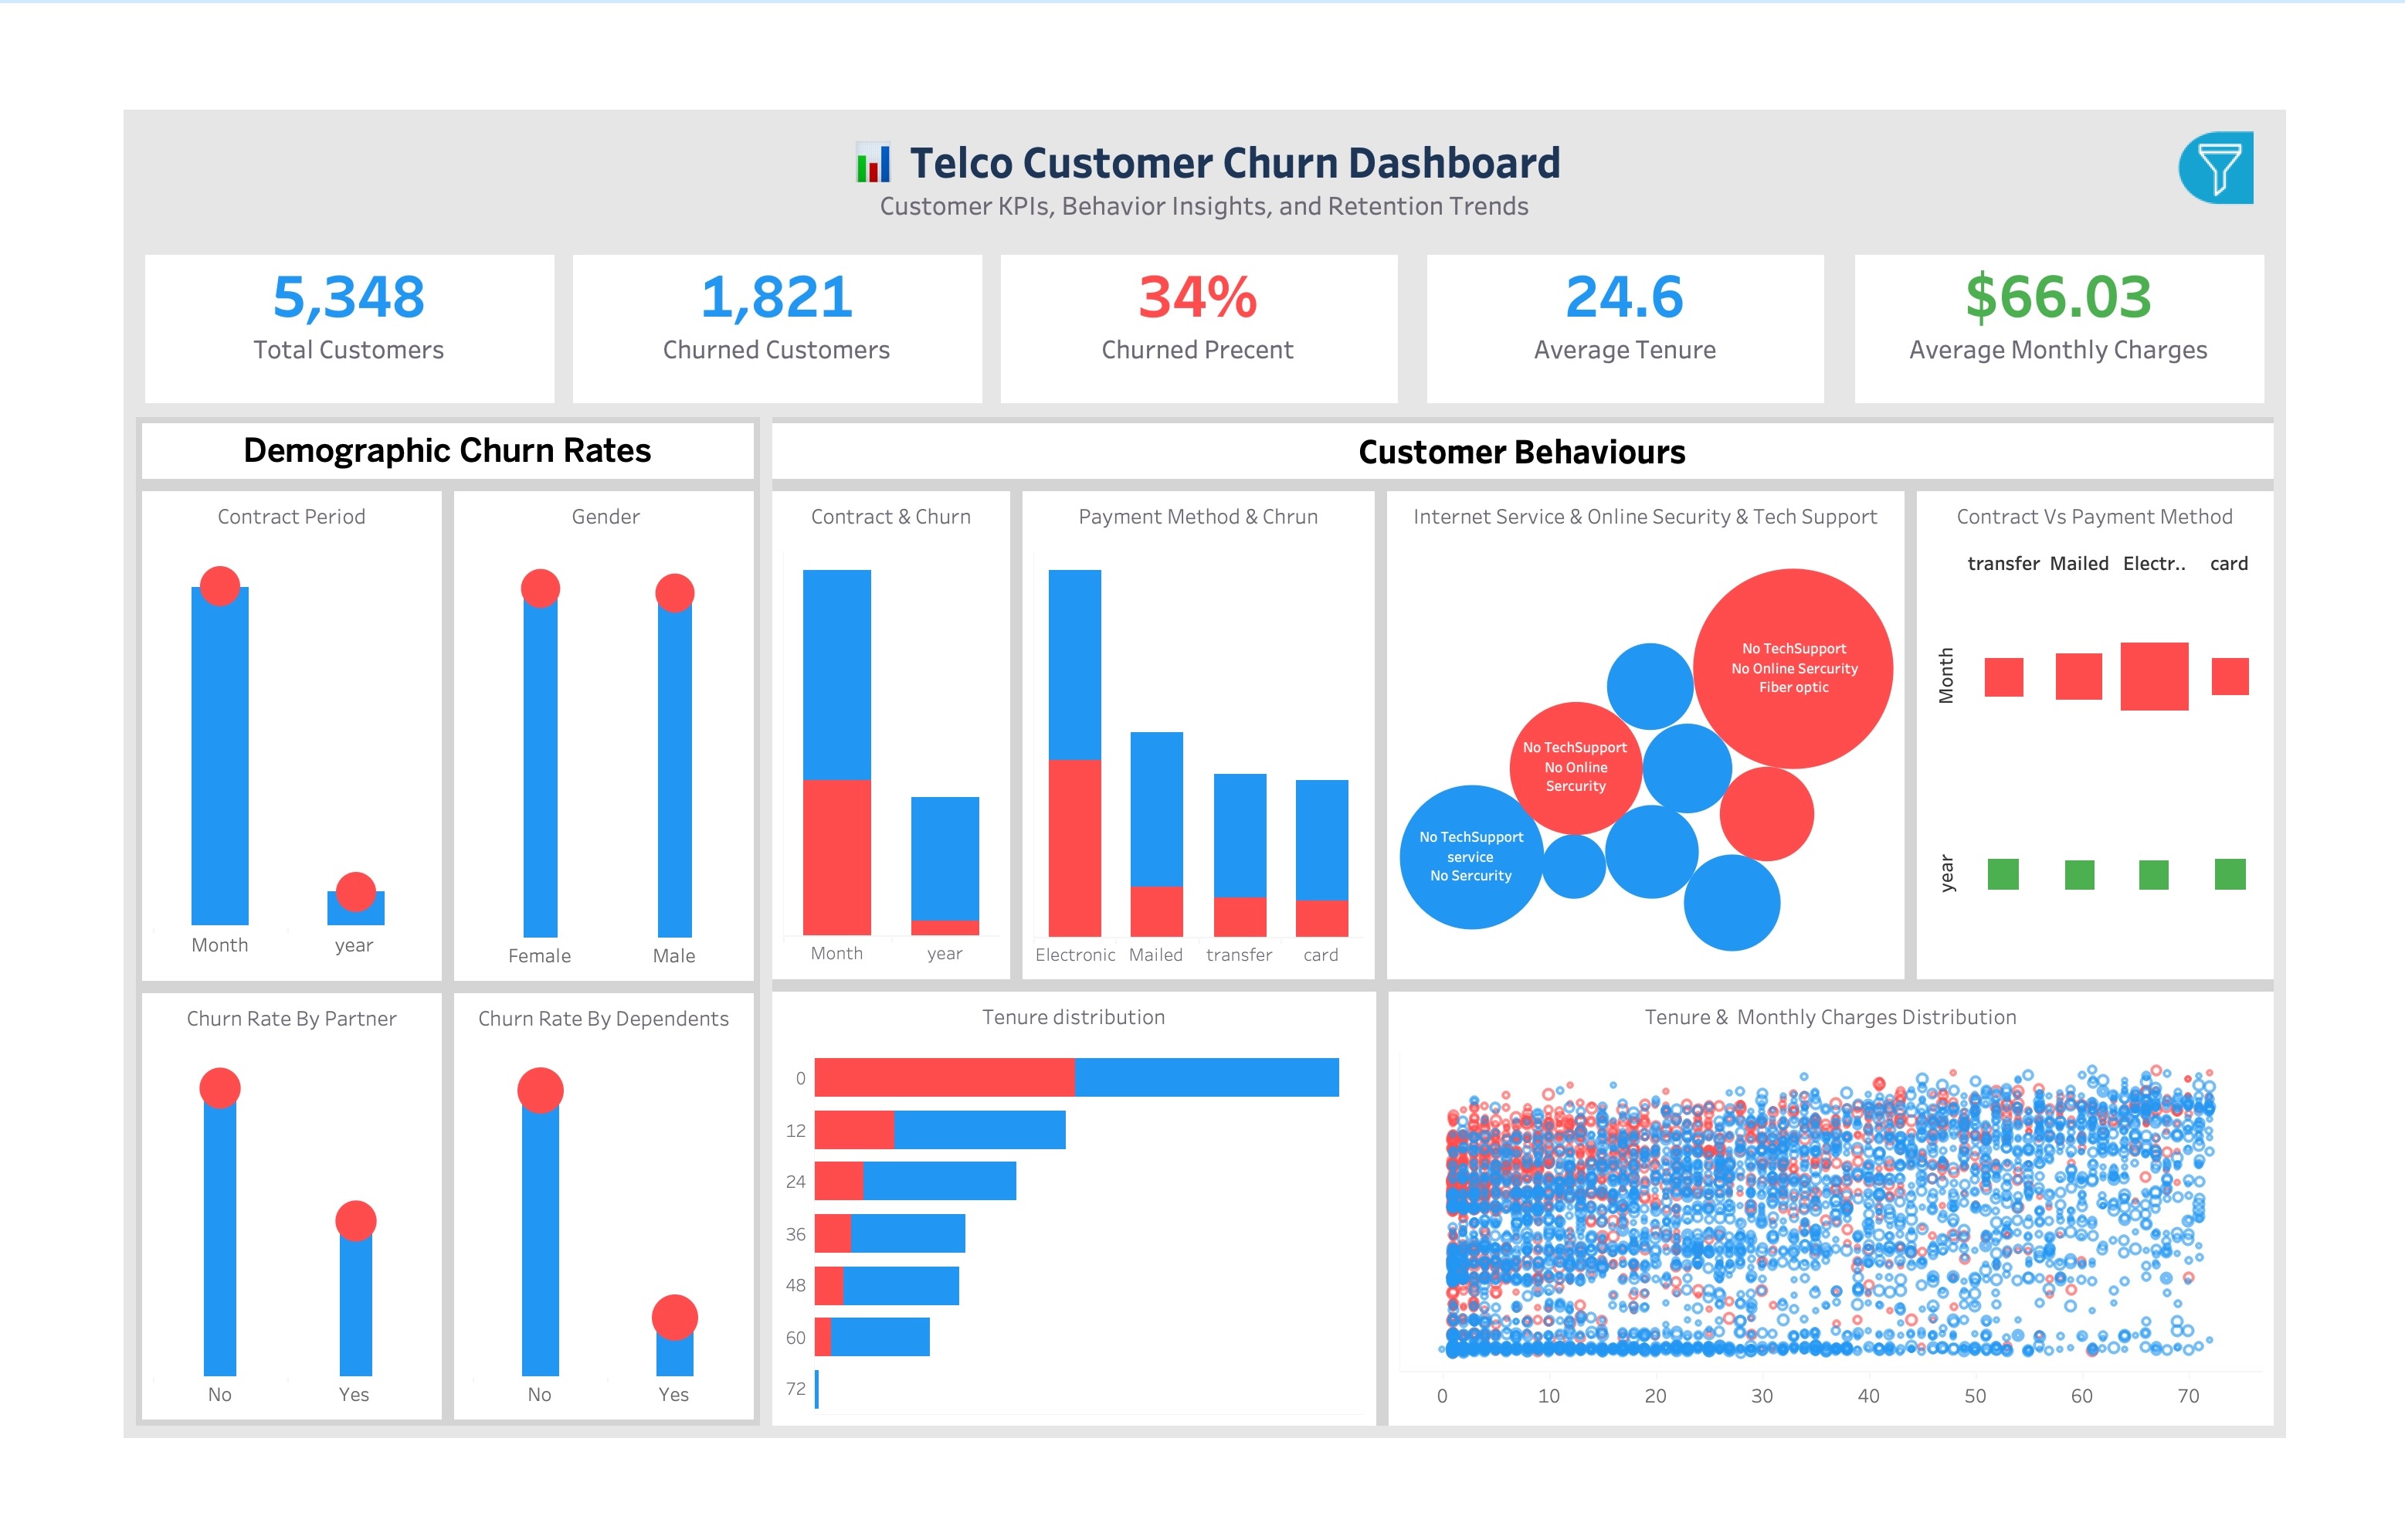 📊 Telco Customer Churn Dashboard
Customer KPIs, Behavior Insights, and Retention Trends
5,348
Total Customers
1,821
Churned Customers
34%
Churned Precent
24.6
Average Tenure
$66.03
Average Monthly Charges
Demographic Churn Rates
Contract Period
Month year
Gender
Female Male
Churn Rate By Partner
No Yes
Churn Rate By Dependents
No Yes
Customer Behaviours
Contract & Churn
Month year
Payment Method & Chrun
Electronic Mailed transfer card
Internet Service & Online Security & Tech Support
No TechSupport
No Online Sercurity
Fiber optic
No TechSupport
No Online
Sercurity
No TechSupport
service
No Sercurity
Contract Vs Payment Method
transfer Mailed Electr.. card
Month
year
Tenure distribution
0
12
24
36
48
60
72
Tenure & Monthly Charges Distribution
0 10 20 30 40 50 60 70